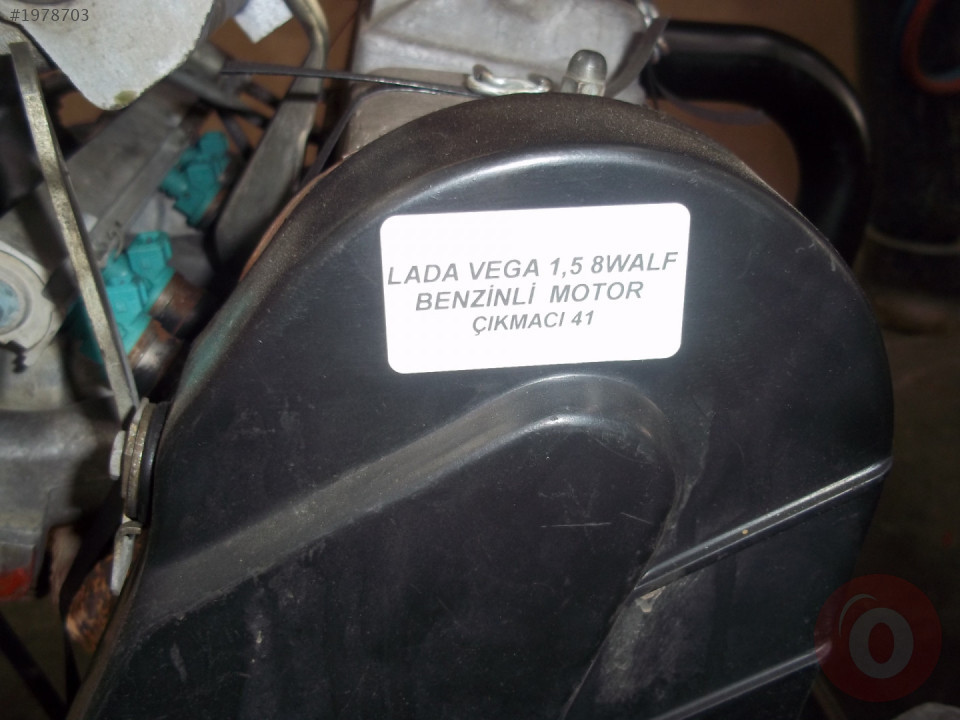 #1978703
LADA VEGA 1,5 8WALF
BENZİNLİ MOTOR
ÇIKMACI 41
O